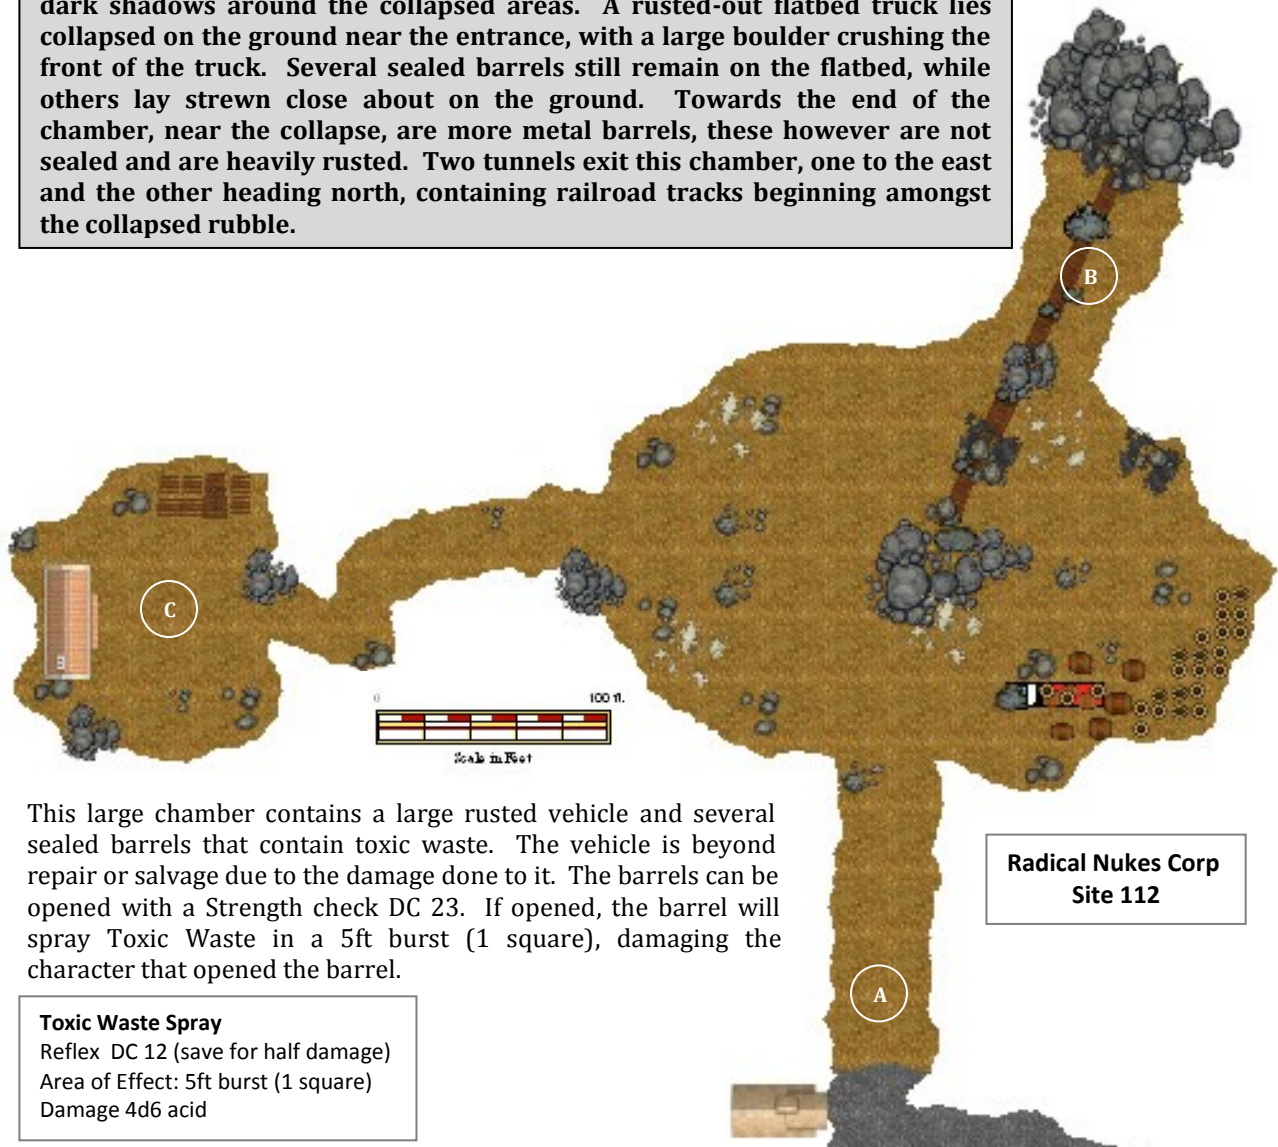 dark shadows around the collapsed areas. A rusted-out flatbed truck lies
collapsed on the ground near the entrance, with a large boulder crushing the
front of the truck. Several sealed barrels still remain on the flatbed, while
others lay strewn close about on the ground. Towards the end of the
chamber, near the collapse, are more metal barrels, these however are not
sealed and are heavily rusted. Two tunnels exit this chamber, one to the east
and the other heading north, containing railroad tracks beginning amongst
the collapsed rubble.
B
C
0 100 ft.
Scale in Feet
This large chamber contains a large rusted vehicle and several
sealed barrels that contain toxic waste. The vehicle is beyond
repair or salvage due to the damage done to it. The barrels can be
opened with a Strength check DC 23. If opened, the barrel will
spray Toxic Waste in a 5ft burst (1 square), damaging the
character that opened the barrel.
Radical Nukes Corp
Site 112
A
Toxic Waste Spray
Reflex DC 12 (save for half damage)
Area of Effect: 5ft burst (1 square)
Damage 4d6 acid